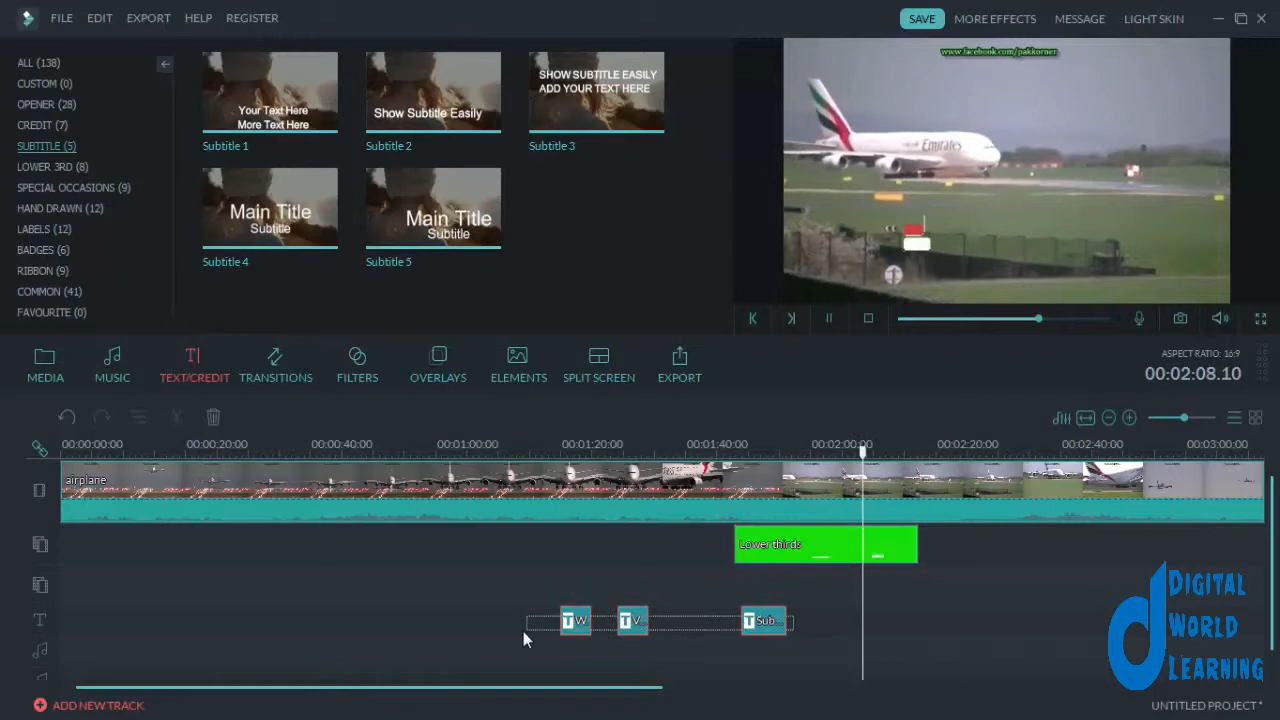 FILE EDIT EXPORT HELP REGISTER SAVE MORE EFFECTS MESSAGE LIGHT SKIN
ALL (138)
CUSTOM (0)
OPENER (28)
CREDIT (7)
SUBTITLE (5)
LOWER 3RD (8)
SPECIAL OCCASIONS (9)
HAND DRAWN (12)
LABELS (12)
BADGES (6)
RIBBON (9)
COMMON (41)
FAVOURITE (0)
Your Text Here
More Text Here
Subtitle 1
Show Subtitle Easily
Subtitle 2
SHOW SUBTITLE EASILY
ADD YOUR TEXT HERE
Subtitle 3
Main Title
Subtitle
Subtitle 4
Main Title
Subtitle
Subtitle 5
www.facebook.com/pakkorner
Emirates
MEDIA MUSIC TEXT/CREDIT TRANSITIONS FILTERS OVERLAYS ELEMENTS SPLIT SCREEN EXPORT
ASPECT RATIO: 16:9
00:02:08.10
00:00:00:00 00:00:20:00 00:00:40:00 00:01:00:00 00:01:20:00 00:01:40:00 00:02:00:00 00:02:20:00 00:02:40:00 00:03:00:00
airplane
Lower thirds
T W
T V...
T Sub...
DIGITAL
WORLD
LEARNING
ADD NEW TRACK
UNTITLED PROJECT *